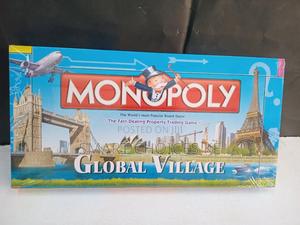 MONOPOLY
The World's Most Popular Board Game
The Fast-Dealing Property Trading Game
POSTED ON JIJI
GLOBAL VILLAGE